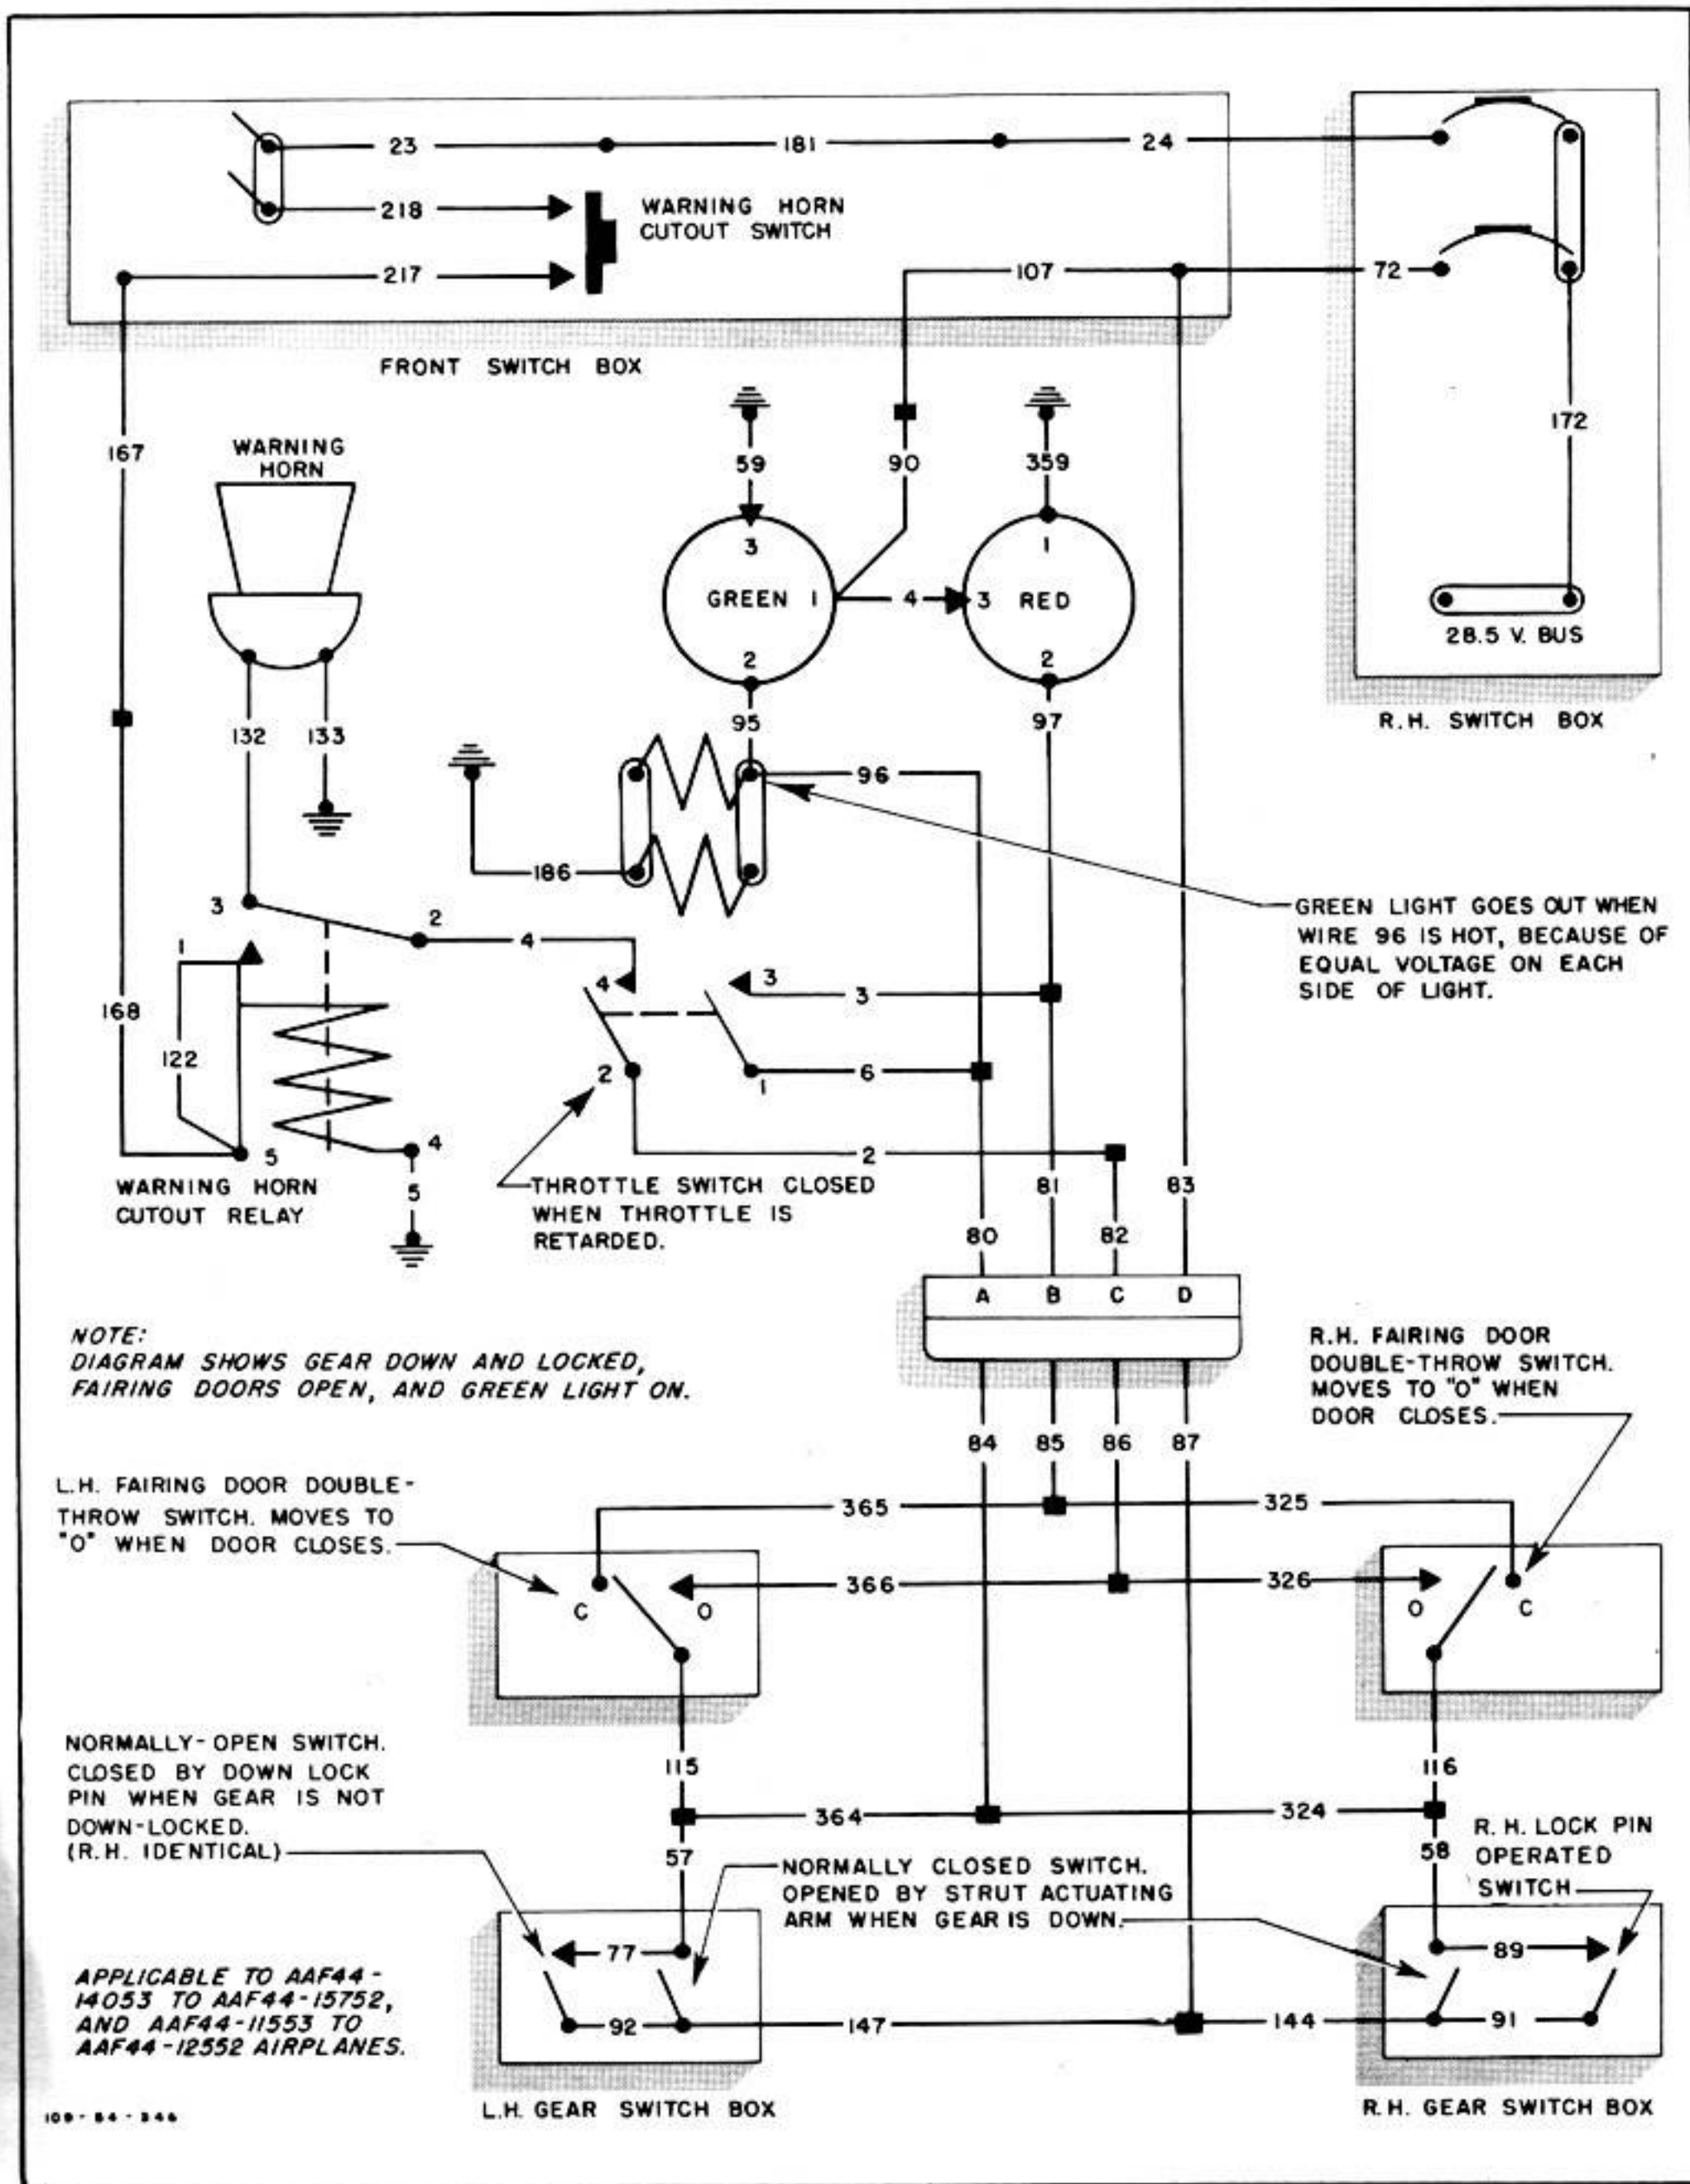 23
181
24
218
WARNING HORN
CUTOUT SWITCH
217
107
72
FRONT SWITCH BOX
167
WARNING
HORN
59
90
359
172
3
1
GREEN 1
4
3 RED
2
2
28.5 V. BUS
R.H. SWITCH BOX
132
133
95
97
96
186
GREEN LIGHT GOES OUT WHEN
WIRE 96 IS HOT, BECAUSE OF
EQUAL VOLTAGE ON EACH
SIDE OF LIGHT.
3
2
4
1
4
3
3
168
122
2
1
6
5
4
2
WARNING HORN
CUTOUT RELAY
5
THROTTLE SWITCH CLOSED
WHEN THROTTLE IS
RETARDED.
81
83
80
82
A B C D
NOTE:
DIAGRAM SHOWS GEAR DOWN AND LOCKED,
FAIRING DOORS OPEN, AND GREEN LIGHT ON.
R.H. FAIRING DOOR
DOUBLE-THROW SWITCH.
MOVES TO "O" WHEN
DOOR CLOSES.
84 85 86 87
L.H. FAIRING DOOR DOUBLE-
THROW SWITCH. MOVES TO
"O" WHEN DOOR CLOSES.
365
325
366
326
C
O
O
C
NORMALLY-OPEN SWITCH.
CLOSED BY DOWN LOCK
PIN WHEN GEAR IS NOT
DOWN-LOCKED.
(R.H. IDENTICAL)
115
116
364
324
57
58
R.H. LOCK PIN
OPERATED
SWITCH
NORMALLY CLOSED SWITCH.
OPENED BY STRUT ACTUATING
ARM WHEN GEAR IS DOWN.
77
89
92
147
144
91
APPLICABLE TO AAF44-
14053 TO AAF44-15752,
AND AAF44-11553 TO
AAF44-12552 AIRPLANES.
L.H. GEAR SWITCH BOX
R.H. GEAR SWITCH BOX